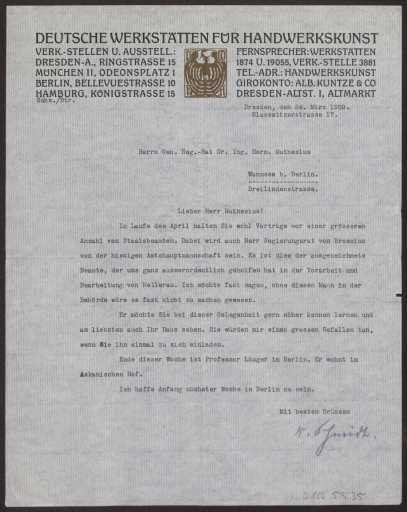 DEUTSCHE WERKSTÄTTEN FÜR HANDWERKSKUNST
VERK.-STELLEN U. AUSSTELL.:
DRESDEN-A., RINGSTRASSE 15
MÜNCHEN II, ODEONSPLATZ 1
BERLIN, BELLEVUESTRASSE 10
HAMBURG, KÖNIGSTRASSE 15
FERNSPRECHER: WERKSTÄTTEN
1874 U. 19055, VERK.-STELLE 3881
TEL.-ADR.: HANDWERKSKUNST
GIROKONTO: ALB. KUNTZE & CO
DRESDEN-ALTST. I, ALTMARKT
Dresden, den 24. März 1909.
Blasewitzerstrasse 17.
Herrn Geh. Reg.-Rat Dr. Ing. Herm. Muthesius
Wannsee b. Berlin.
Dreilindenstrasse.
Lieber Herr Muthesius!
Im Laufe des April halten Sie wohl Vorträge vor einer grösseren
Anzahl von Staatsbeamten. Dabei wird auch Herr Regierungsrat von
von der hiesigen Amtshauptmannschaft sein. Es ist dies der ausgezeichnete
Beamte, der uns ganz ausserordentlich geholfen hat in der Vorarbeit und
Bearbeitung von Hellerau. Ich möchte fast sagen, ohne diesen Mann in der
Behörde wäre es fast nicht zu machen gewesen.
Er möchte Sie bei dieser Gelegenheit gern näher kennen lernen und
am liebsten auch Ihr Haus sehen. Sie würden mir einen grossen Gefallen tun,
wenn Sie ihn einmal zu sich einladen.
Ende dieser Woche ist Professor Läuger in Berlin. Er wohnt im
Askanischen Hof.
Ich hoffe Anfang nächster Woche in Berlin zu sein.
Mit besten Grüssen
K. Schmidt.